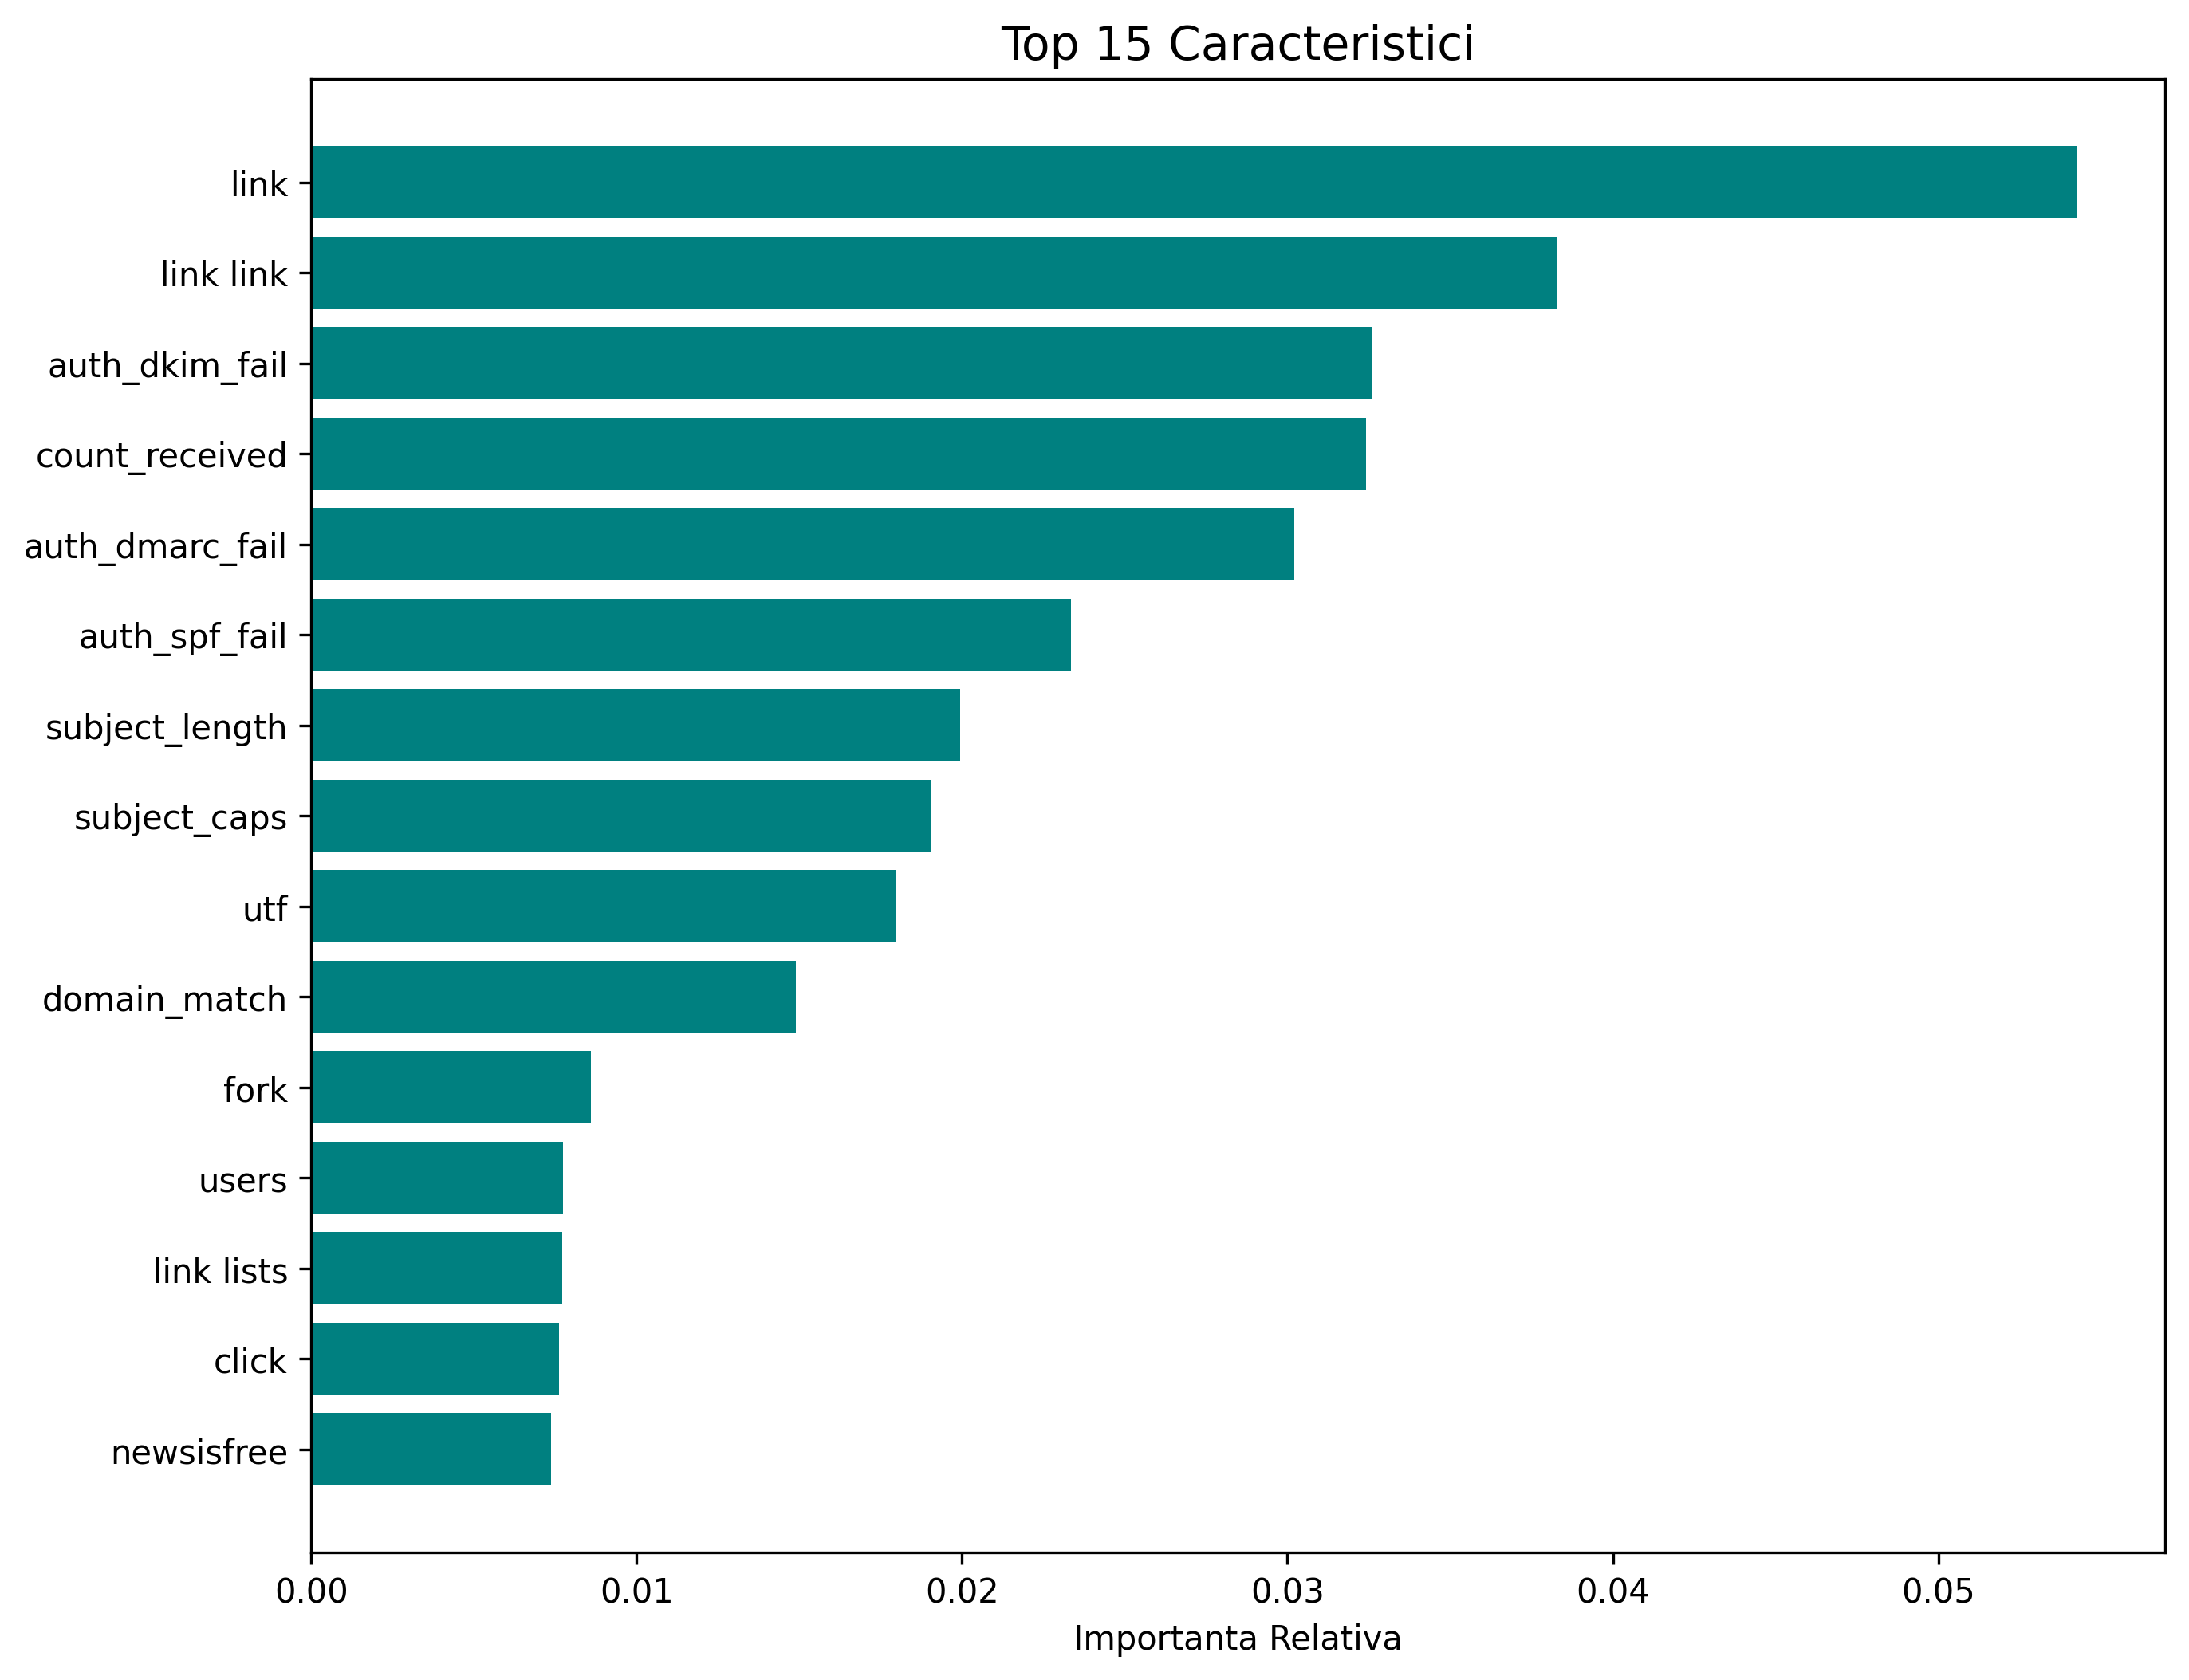 Top 15 Caracteristici
link
link link
auth_dkim_fail
count_received
auth_dmarc_fail
auth_spf_fail
subject_length
subject_caps
utf
domain_match
fork
users
link lists
click
newsisfree
0.00 0.01 0.02 0.03 0.04 0.05
Importanta Relativa